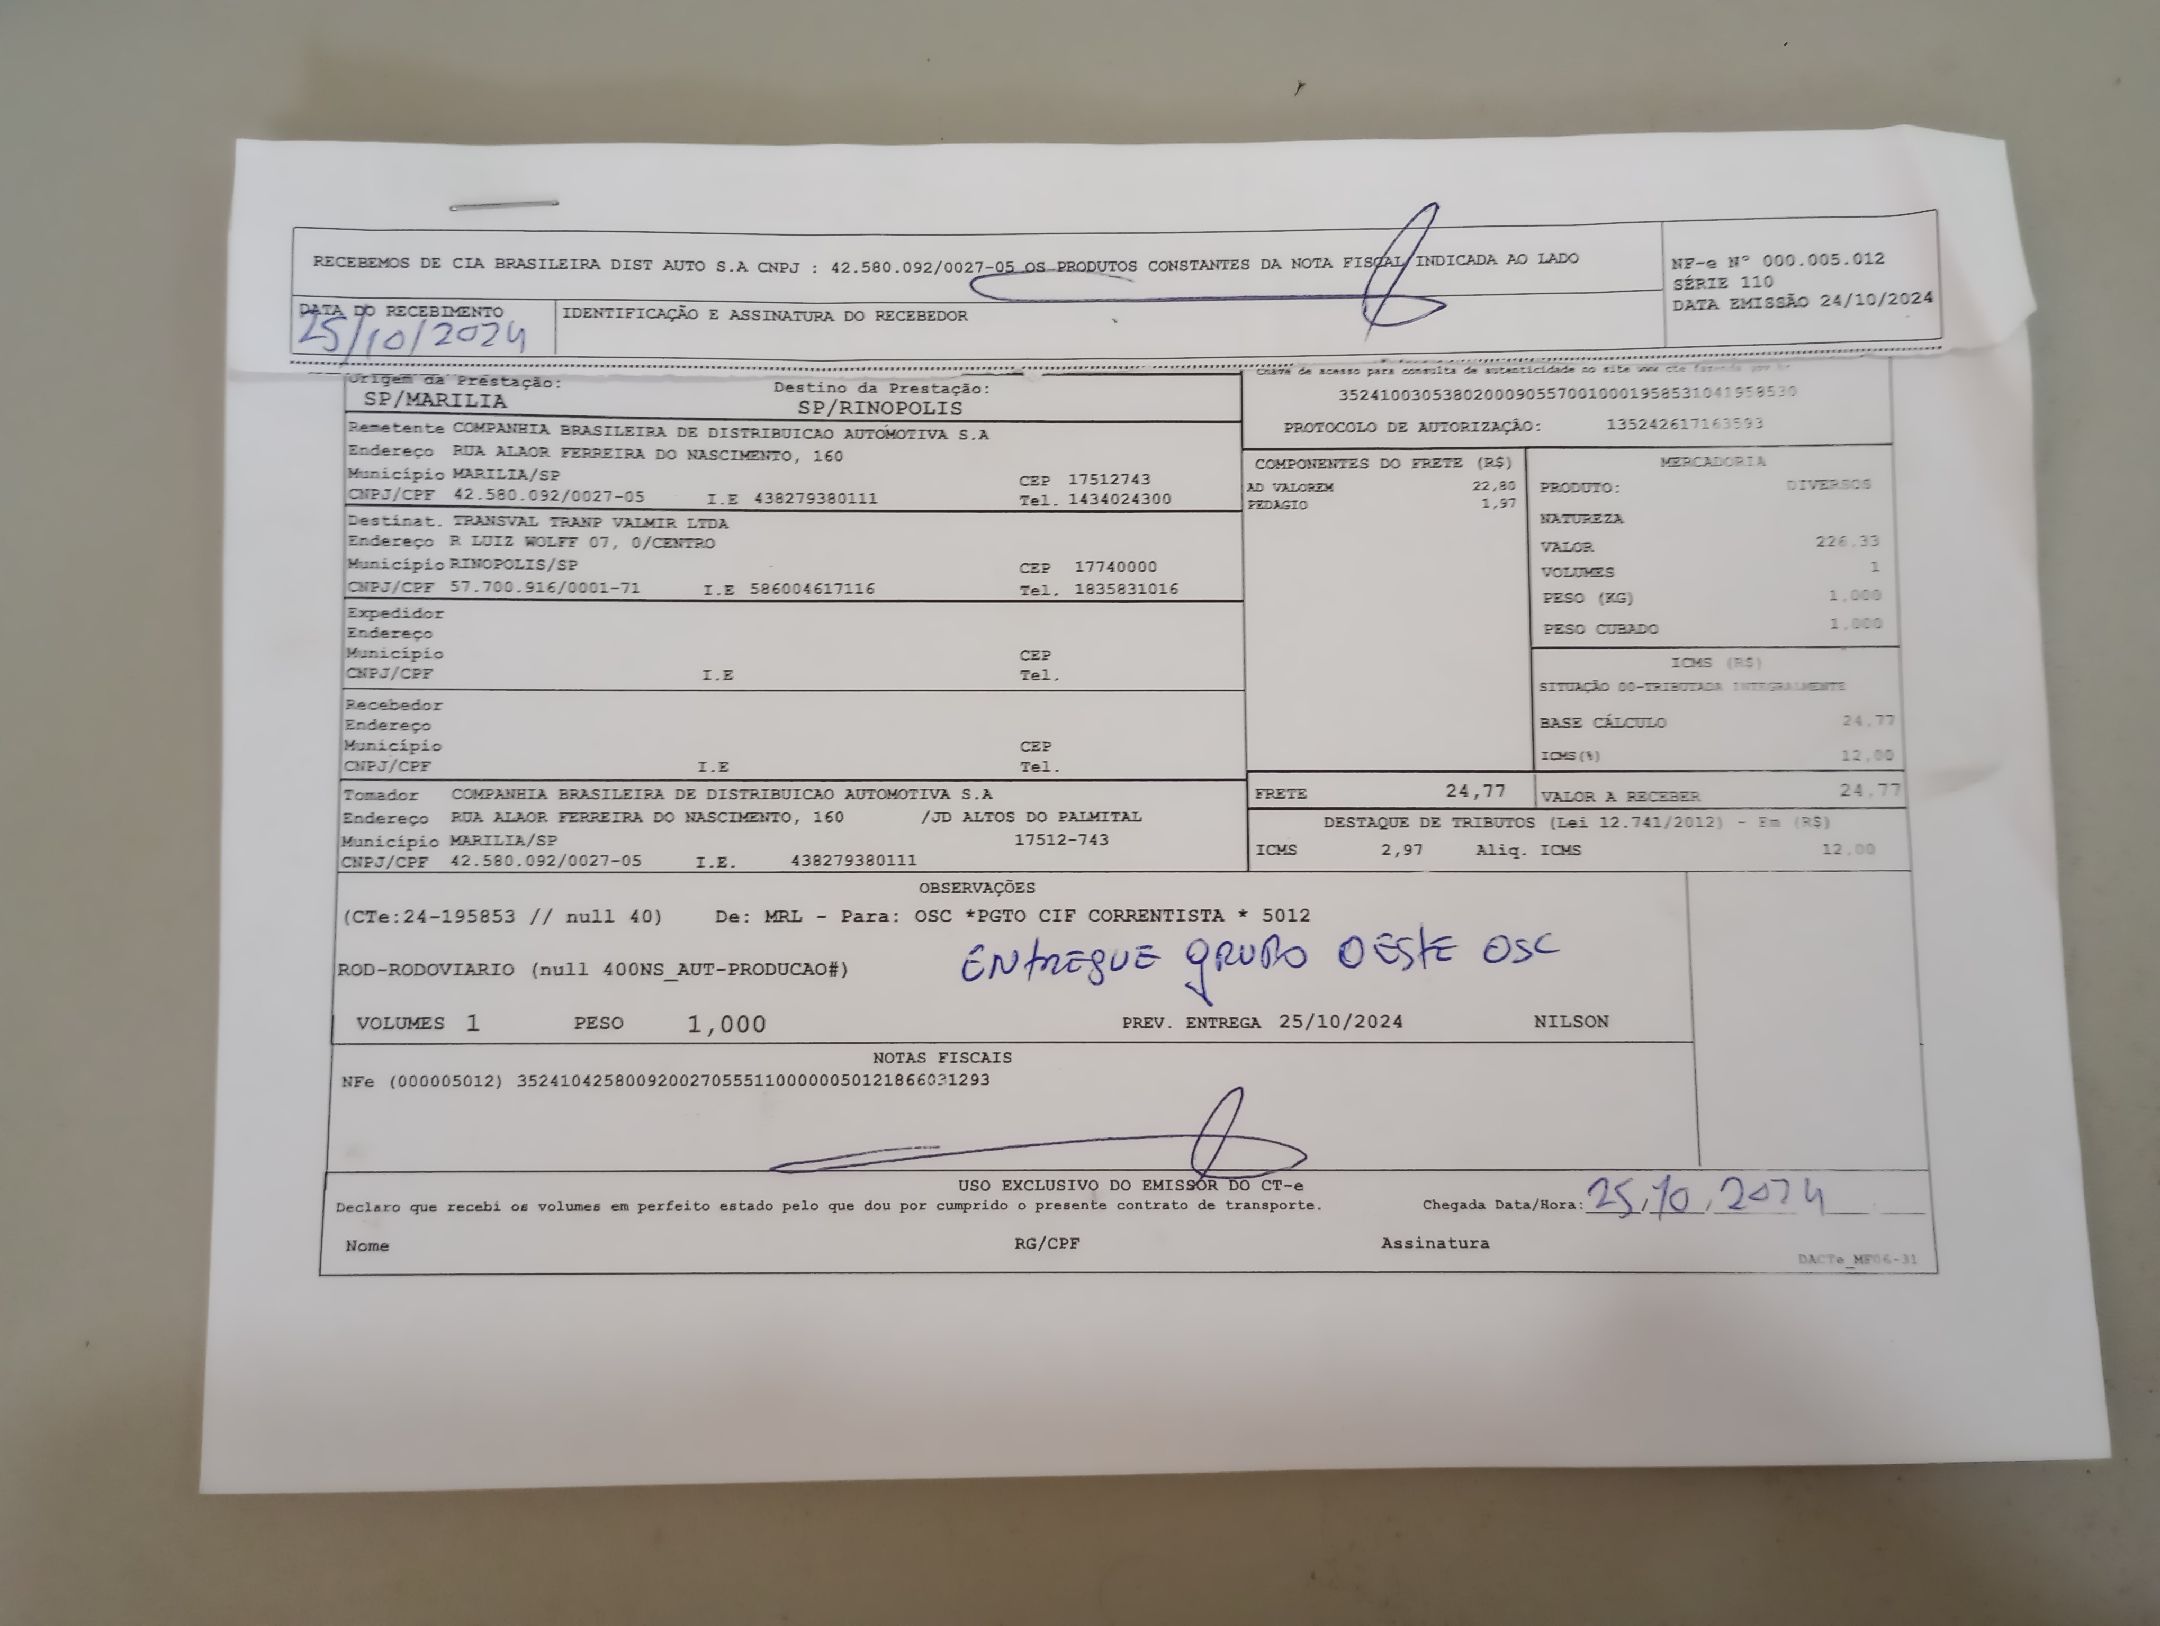 RECEBEMOS DE CIA BRASILEIRA DIST AUTO S.A CNPJ : 42.580.092/0027-05 OS PRODUTOS CONSTANTES DA NOTA FISCAL INDICADA AO LADO
NF-e Nº 000.005.012
SÉRIE 110
DATA EMISSÃO 24/10/2024
DATA DO RECEBIMENTO
25/10/2024
IDENTIFICAÇÃO E ASSINATURA DO RECEBEDOR
Origem da Prestação: Destino da Prestação:
SP/MARILIA SP/RINOPOLIS
Chave de acesso para consulta de autenticidade no site www cte fazenda gov br
PROTOCOLO DE AUTORIZAÇÃO: 135242617163593
Remetente COMPANHIA BRASILEIRA DE DISTRIBUICAO AUTOMOTIVA S.A
Endereço RUA ALAOR FERREIRA DO NASCIMENTO, 160
Município MARILIA/SP CEP 17512743
CNPJ/CPF 42.580.092/0027-05 I.E 438279380111 Tel. 1434024300
Destinat. TRANSVAL TRANP VALMIR LTDA
Endereço R LUIZ WOLFF 07, 0/CENTRO
Município RINOPOLIS/SP CEP 17740000
CNPJ/CPF 57.700.916/0001-71 I.E 586004617116 Tel. 1835831016
Expedidor
Endereço
Município CEP
CNPJ/CPF I.E Tel.
Recebedor
Endereço
Município CEP
CNPJ/CPF I.E Tel.
Tomador COMPANHIA BRASILEIRA DE DISTRIBUICAO AUTOMOTIVA S.A
Endereço RUA ALAOR FERREIRA DO NASCIMENTO, 160 /JD ALTOS DO PALMITAL
Município MARILIA/SP 17512-743
CNPJ/CPF 42.580.092/0027-05 I.E. 438279380111
COMPONENTES DO FRETE (R$)
AD VALOREM 22,80
PEDAGIO 1,97
MERCADORIA
PRODUTO: DIVERSOS
NATUREZA
VALOR 226.33
VOLUMES 1
PESO (KG) 1,000
PESO CUBADO 1,000
ICMS (R$)
SITUAÇÃO 00-TRIBUTADA INTEGRALMENTE
BASE CÁLCULO 24,77
ICMS(%) 12,00
FRETE 24,77 VALOR A RECEBER 24,77
DESTAQUE DE TRIBUTOS (Lei 12.741/2012) - Em (R$)
ICMS 2,97 Aliq. ICMS 12,00
OBSERVAÇÕES
(CTe:24-195853 // null 40) De: MRL - Para: OSC *PGTO CIF CORRENTISTA * 5012
ENTREGUE GRUPO OESTE OSC
ROD-RODOVIARIO (null 400NS_AUT-PRODUCAO#)
VOLUMES 1 PESO 1,000 PREV. ENTREGA 25/10/2024 NILSON
NOTAS FISCAIS
NFe (000005012) 35241042580092002705551100000050121866031293
USO EXCLUSIVO DO EMISSOR DO CT-e
Declaro que recebi os volumes em perfeito estado pelo que dou por cumprido o presente contrato de transporte. Chegada Data/Hora: 25/10/2024
Nome RG/CPF Assinatura
DACTe_MF06-31